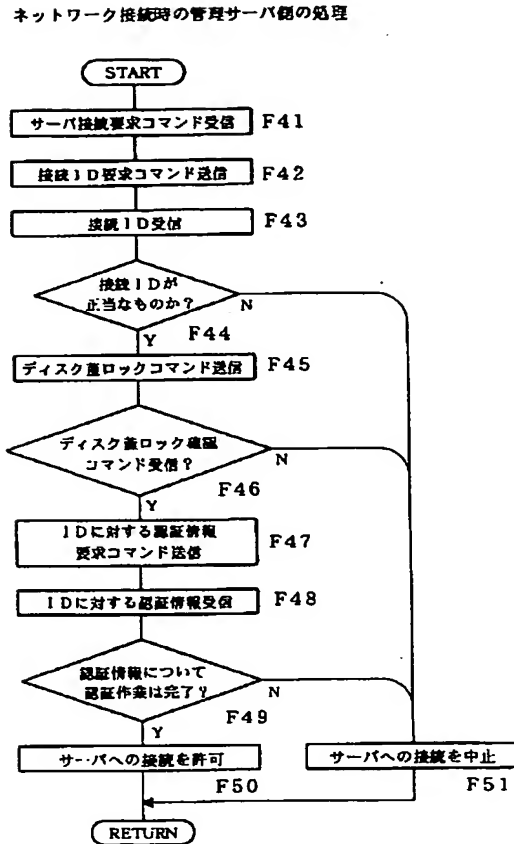 ネットワーク接続時の管理サーバ側の処理
START
サーバ接続要求コマンド受信 F41
接続ID要求コマンド送信 F42
接続ID受信 F43
接続IDが
正当なものか? N
Y F44
ディスク蓋ロックコマンド送信 F45
ディスク蓋ロック確認
コマンド受信? N
F46
Y
IDに対する認証情報
要求コマンド送信 F47
IDに対する認証情報受信 F48
認証情報について
認証作業は完了? N
F49
Y
サーバへの接続を許可 サーバへの接続を中止
F50 F51
RETURN